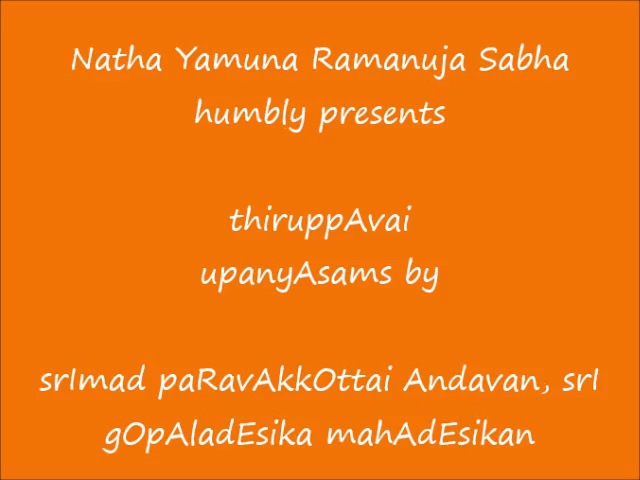 Natha Yamuna Ramanuja Sabha
humbly presents
thiruppAvai
upanyAsams by
srImad paRavAkkOttai Andavan, srI
gOpAladEsika mahAdEsikan